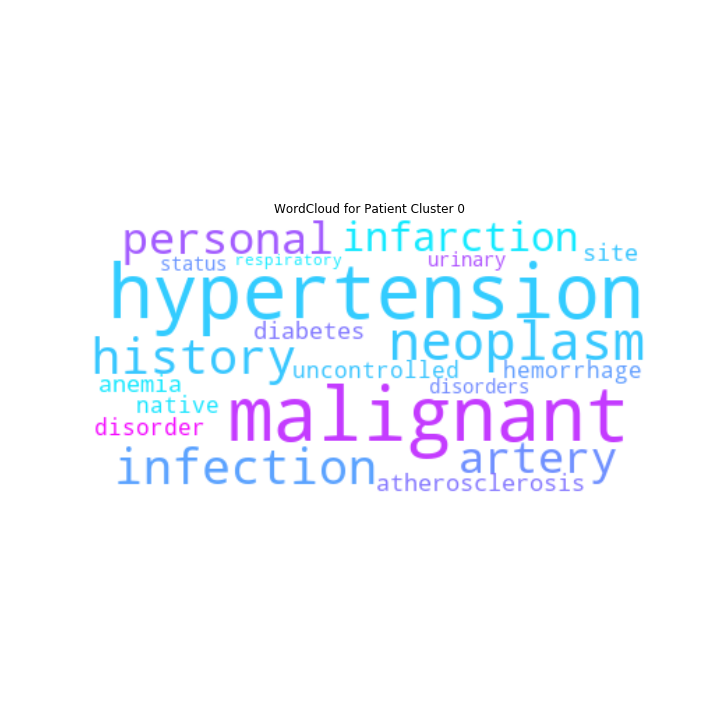 WordCloud for Patient Cluster 0
personal infarction
site
status respiratory urinary
hypertension
diabetes neoplasm
history
uncontrolled hemorrhage
anemia disorders
native malignant
disorder
infection artery
atherosclerosis